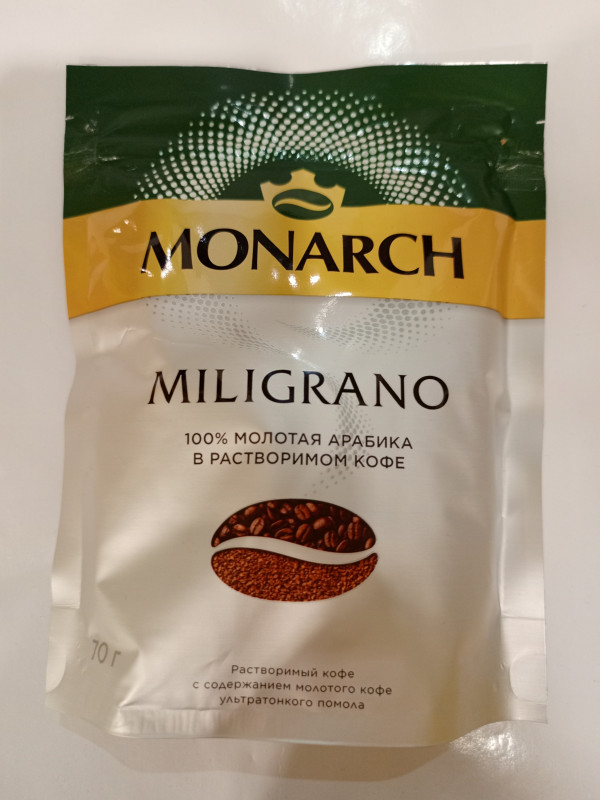 MONARCH
MILIGRANO
100% МОЛОТАЯ АРАБИКА
В РАСТВОРИМОМ КОФЕ
70 г
Растворимый кофе
с содержанием молотого кофе
ультратонкого помола